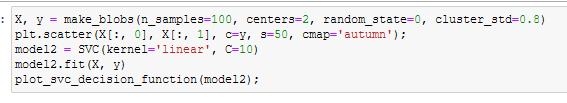 : X, y = make_blobs(n_samples=100, centers=2, random_state=0, cluster_std=0.8)
plt.scatter(X[:, 0], X[:, 1], c=y, s=50, cmap='autumn');
model2 = SVC(kernel='linear', C=10)
model2.fit(X, y)
plot_svc_decision_function(model2);